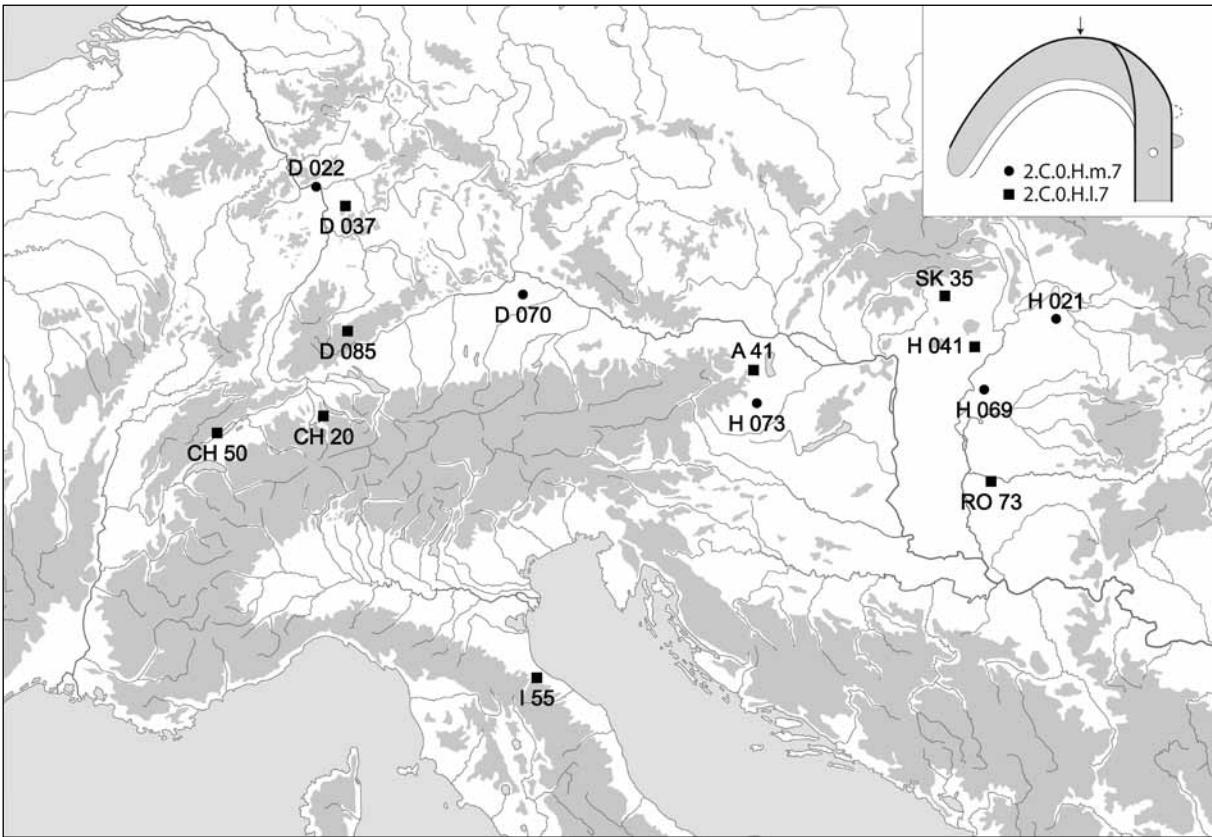 2.C.0.H.m.7
2.C.0.H.l.7
D 022
D 037
SK 35
H 021
D 070
D 085
H 041
A 41
H 069
H 073
CH 20
CH 50
RO 73
I 55